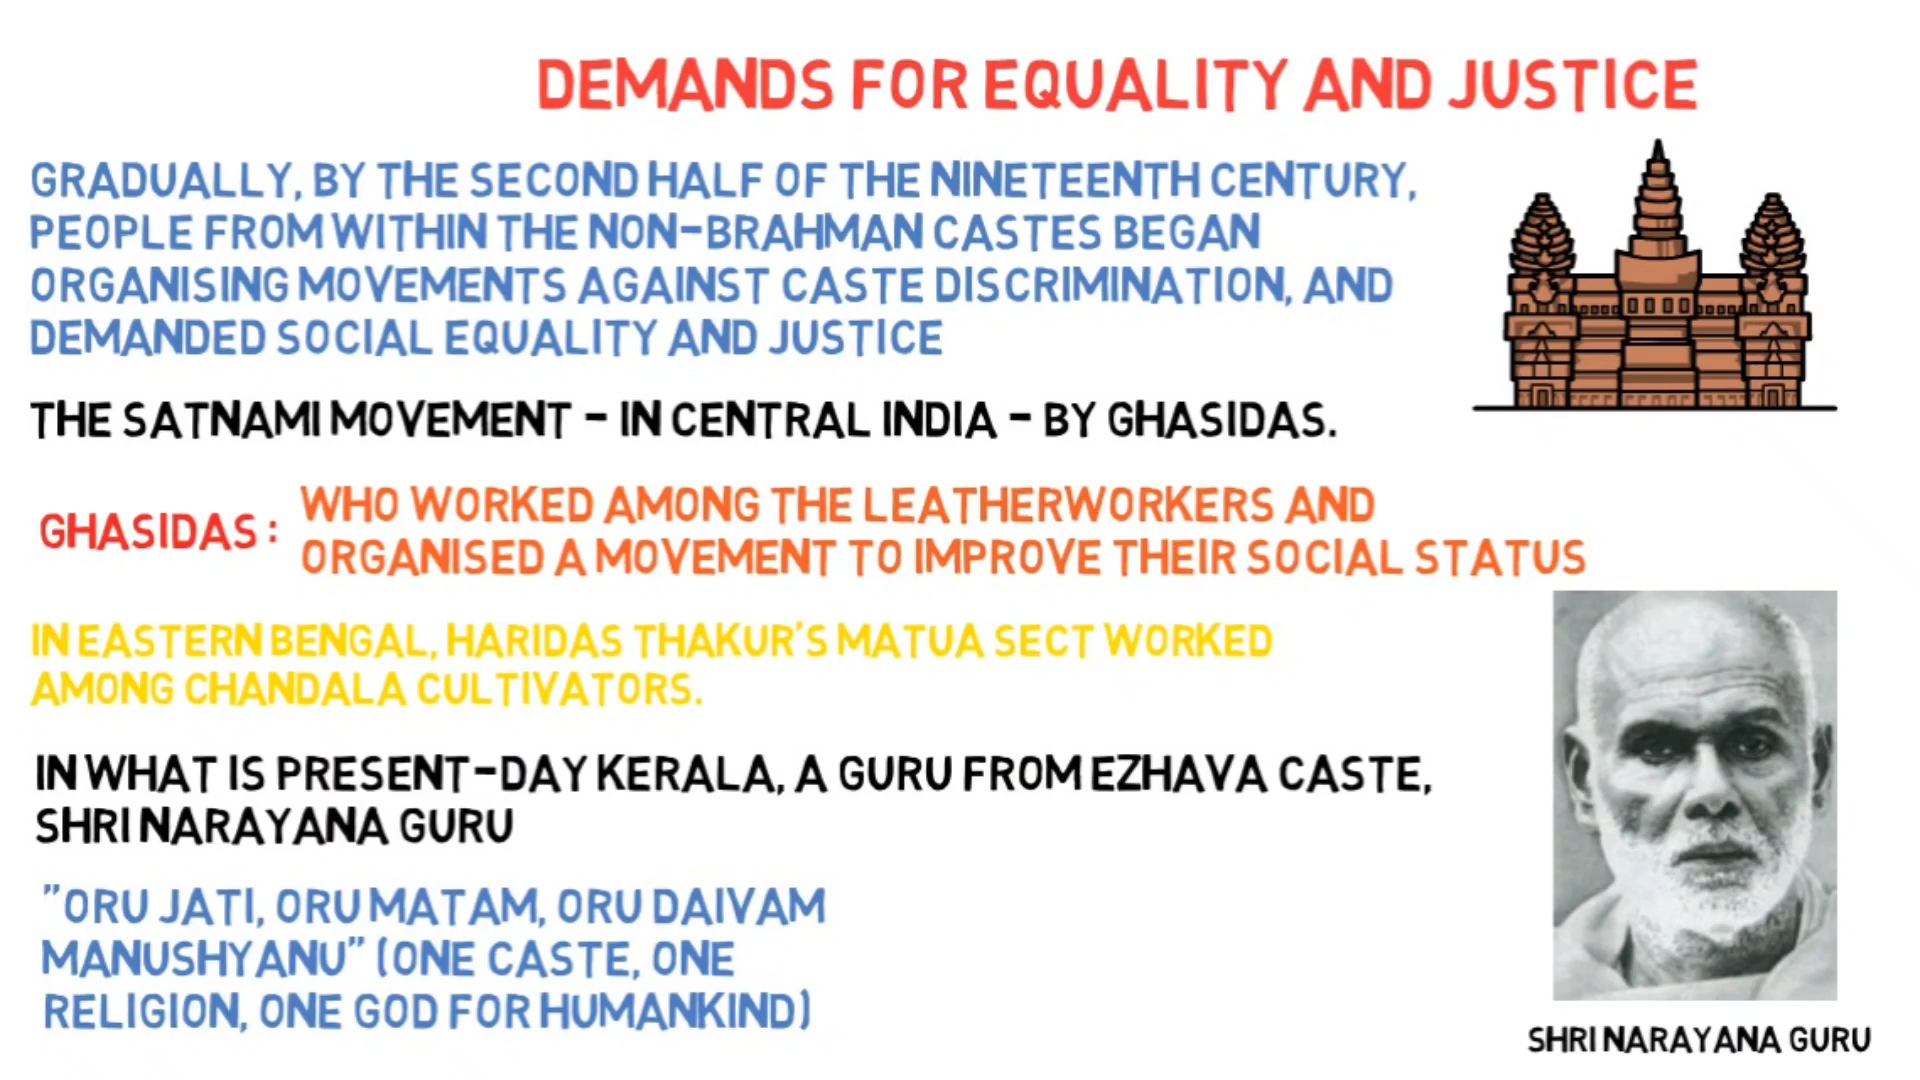 DEMANDS FOR EQUALITY AND JUSTICE
GRADUALLY, BY THE SECOND HALF OF THE NINETEENTH CENTURY,
PEOPLE FROM WITHIN THE NON-BRAHMAN CASTES BEGAN
ORGANISING MOVEMENTS AGAINST CASTE DISCRIMINATION, AND
DEMANDED SOCIAL EQUALITY AND JUSTICE
THE SATNAMI MOVEMENT - IN CENTRAL INDIA - BY GHASIDAS.
GHASIDAS : WHO WORKED AMONG THE LEATHERWORKERS AND
ORGANISED A MOVEMENT TO IMPROVE THEIR SOCIAL STATUS
IN EASTERN BENGAL, HARIDAS THAKUR'S MATUA SECT WORKED
AMONG CHANDALA CULTIVATORS.
IN WHAT IS PRESENT-DAY KERALA, A GURU FROM EZHAVA CASTE,
SHRI NARAYANA GURU
"ORU JATI, ORU MATAM, ORU DAIVAM
MANUSHYANU" (ONE CASTE, ONE
RELIGION, ONE GOD FOR HUMANKIND)
SHRI NARAYANA GURU